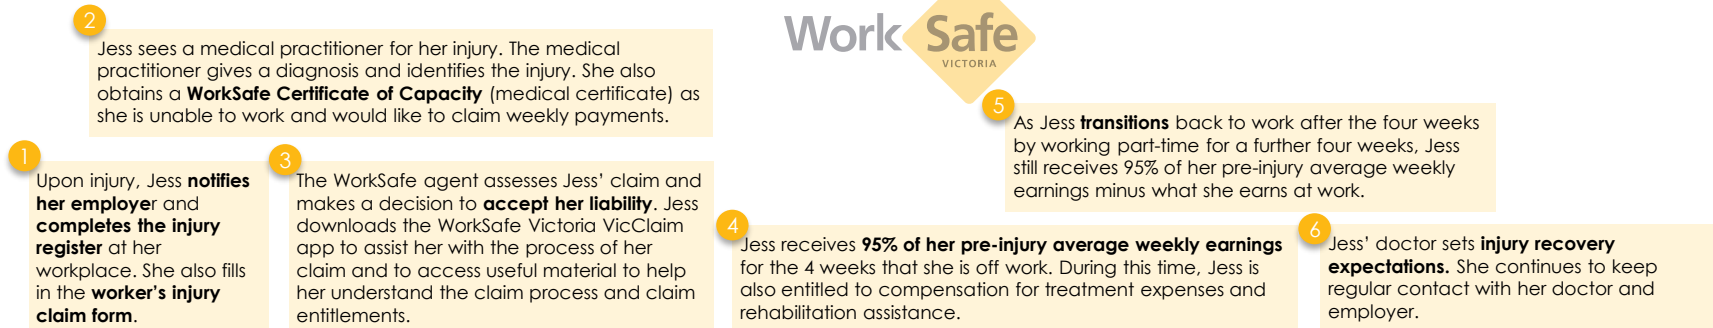 Work Safe
VICTORIA
1
Upon injury, Jess notifies
her employer and
completes the injury
register at her
workplace. She also fills
in the worker's injury
claim form.
2
Jess sees a medical practitioner for her injury. The medical
practitioner gives a diagnosis and identifies the injury. She also
obtains a WorkSafe Certificate of Capacity (medical certificate) as
she is unable to work and would like to claim weekly payments.
3
The WorkSafe agent assesses Jess' claim and
makes a decision to accept her liability. Jess
downloads the WorkSafe Victoria VicClaim
app to assist her with the process of her
claim and to access useful material to help
her understand the claim process and claim
entitlements.
4
Jess receives 95% of her pre-injury average weekly earnings
for the 4 weeks that she is off work. During this time, Jess is
also entitled to compensation for treatment expenses and
rehabilitation assistance.
5
As Jess transitions back to work after the four weeks
by working part-time for a further four weeks, Jess
still receives 95% of her pre-injury average weekly
earnings minus what she earns at work.
6
Jess' doctor sets injury recovery
expectations. She continues to keep
regular contact with her doctor and
employer.